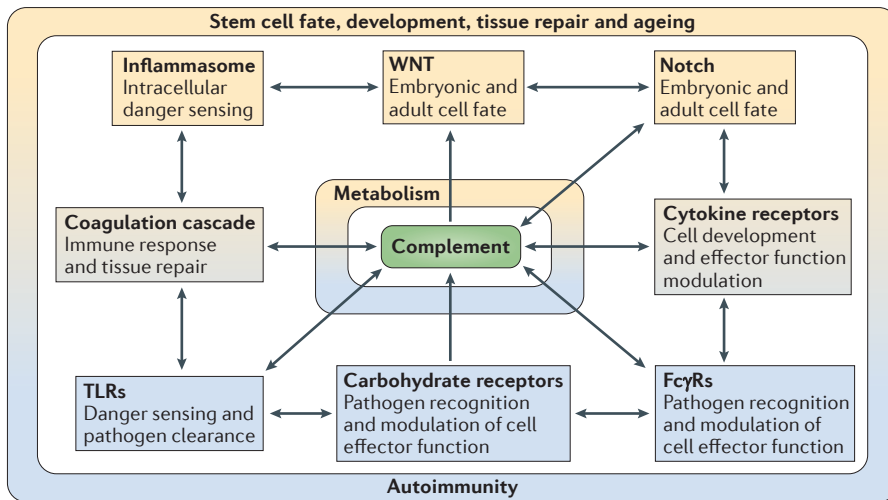 Stem cell fate, development, tissue repair and ageing
Inflammasome
Intracellular
danger sensing
WNT
Embryonic and
adult cell fate
Notch
Embryonic and
adult cell fate
Metabolism
Coagulation cascade
Immune response
and tissue repair
Complement
Cytokine receptors
Cell development
and effector function
modulation
TLRs
Danger sensing and
pathogen clearance
Carbohydrate receptors
Pathogen recognition
and modulation of cell
effector function
FcγRs
Pathogen recognition
and modulation of
cell effector function
Autoimmunity